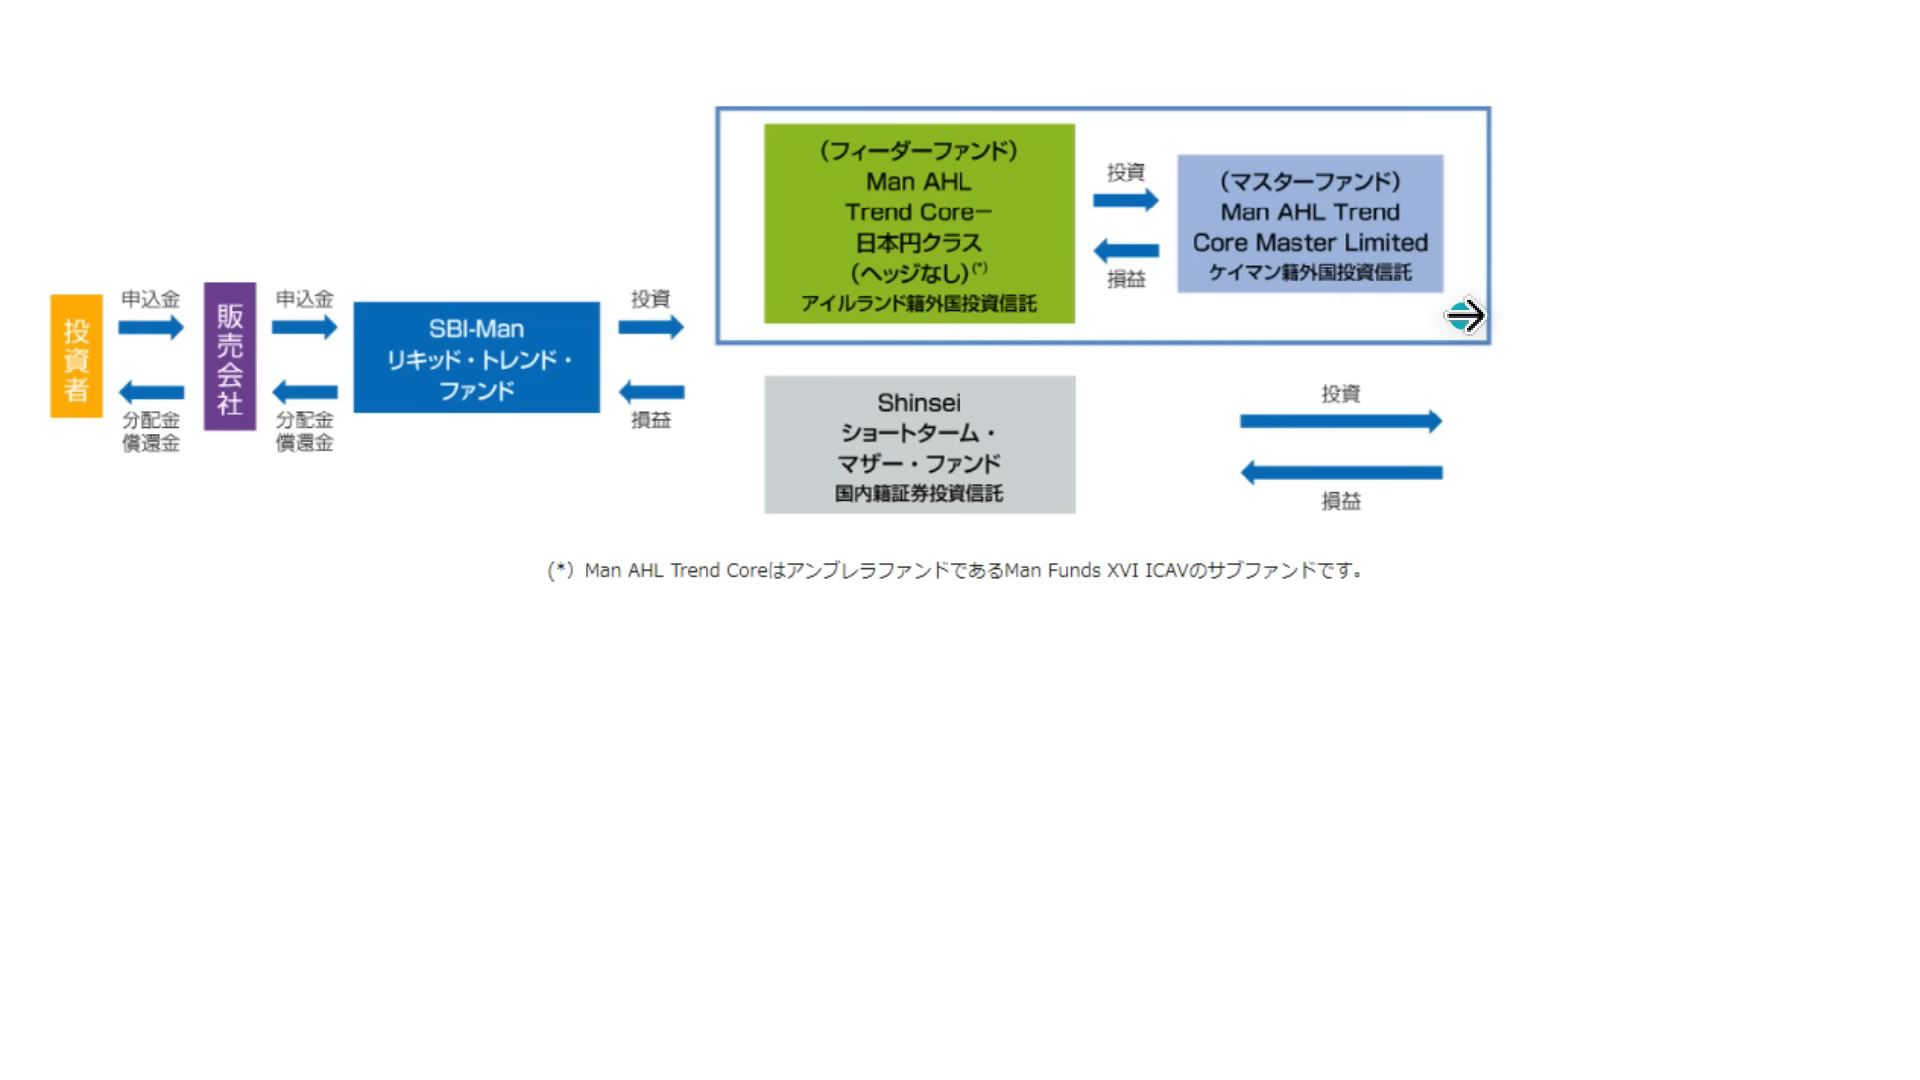 投資者
申込金
分配金
償還金
販売会社
申込金
分配金
償還金
SBI-Man
リキッド・トレンド・
ファンド
投資
損益
（フィーダーファンド）
Man AHL
Trend Coreー
日本円クラス
（ヘッジなし）(*)
アイルランド籍外国投資信託
投資
損益
（マスターファンド）
Man AHL Trend
Core Master Limited
ケイマン籍外国投資信託
Shinsei
ショートターム・
マザー・ファンド
国内籍証券投資信託
投資
損益
(*）Man AHL Trend CoreはアンブレラファンドであるMan Funds XVI ICAVのサブファンドです。